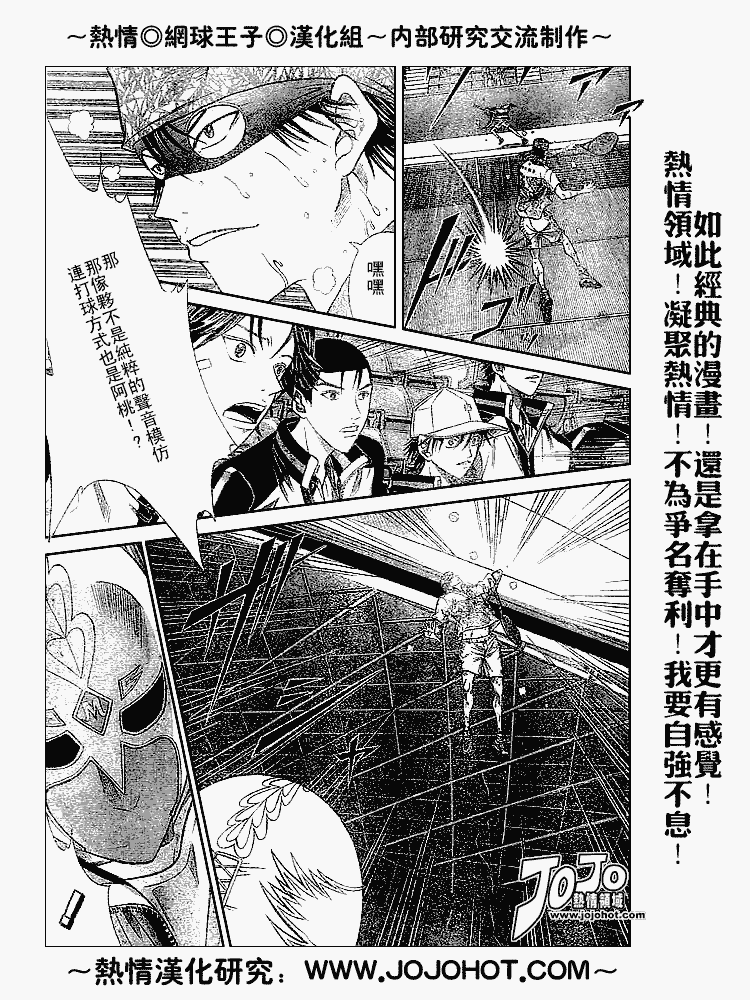 ~熱情◎網球王子◎漢化組~内部研究交流制作~
嘿嘿
那傢夥不是純粹的聲音模仿
連打球方式也是阿桃！？
如此經典的漫畫！還是拿在手中才更有感覺！
熱情領域！凝聚熱情！不為爭名奪利！我要自強不息！
JOJO
熱情領域
www.jojohot.com
~熱情漢化研究：WWW.JOJOHOT.COM~